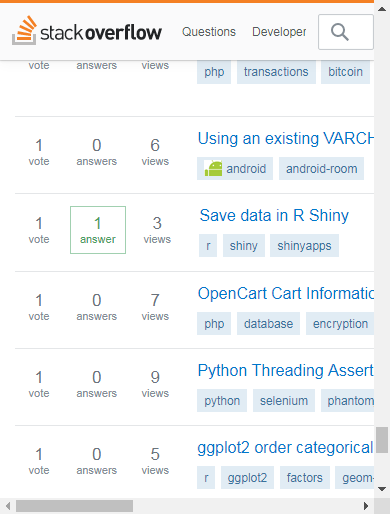 stackoverflow Questions Developer
vote answers views
php transactions bitcoin
1 0 6 Using an existing VARCH
vote answers views
android android-room
1 1 3 Save data in R Shiny
vote answer views
r shiny shinyapps
1 0 7 OpenCart Cart Informatio
vote answers views
php database encryption
1 0 9 Python Threading Assert
vote answers views
python selenium phantom
1 0 5 ggplot2 order categorical
vote answers views
r ggplot2 factors geom-